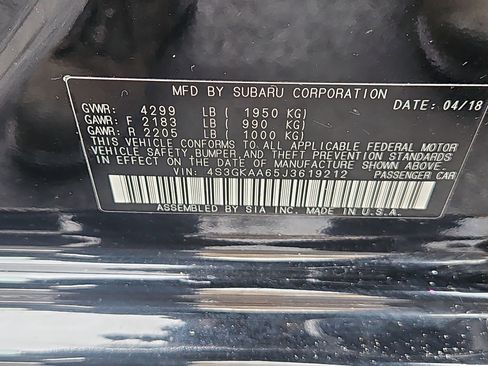 MFD BY SUBARU CORPORATION
DATE: 04/18
GVWR: 4299 LB ( 1950 KG)
GAWR: F 2183 LB ( 990 KG)
GAWR: R 2205 LB ( 1000 KG)
THIS VEHICLE CONFORMS TO ALL APPLICABLE FEDERAL MOTOR
VEHICLE SAFETY, BUMPER, AND THEFT PREVENTION STANDARDS
IN EFFECT ON THE DATE OF MANUFACTURE SHOWN ABOVE.
VIN: 4S3GKAA65J3619212 PASSENGER CAR
ASSEMBLED BY SIA INC. MADE IN U.S.A.